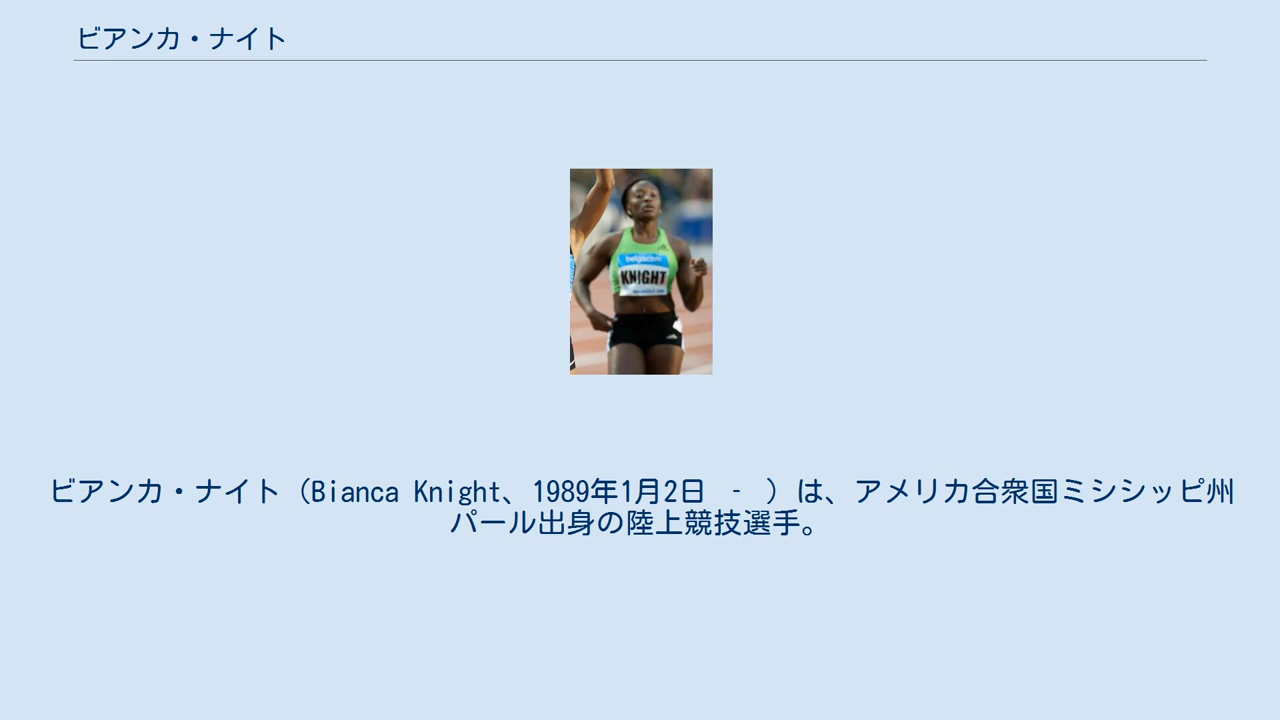 ビアンカ・ナイト
belgacom
KNIGHT
ビアンカ・ナイト（Bianca Knight、1989年1月2日 - ）は、アメリカ合衆国ミシシッピ州
パール出身の陸上競技選手。